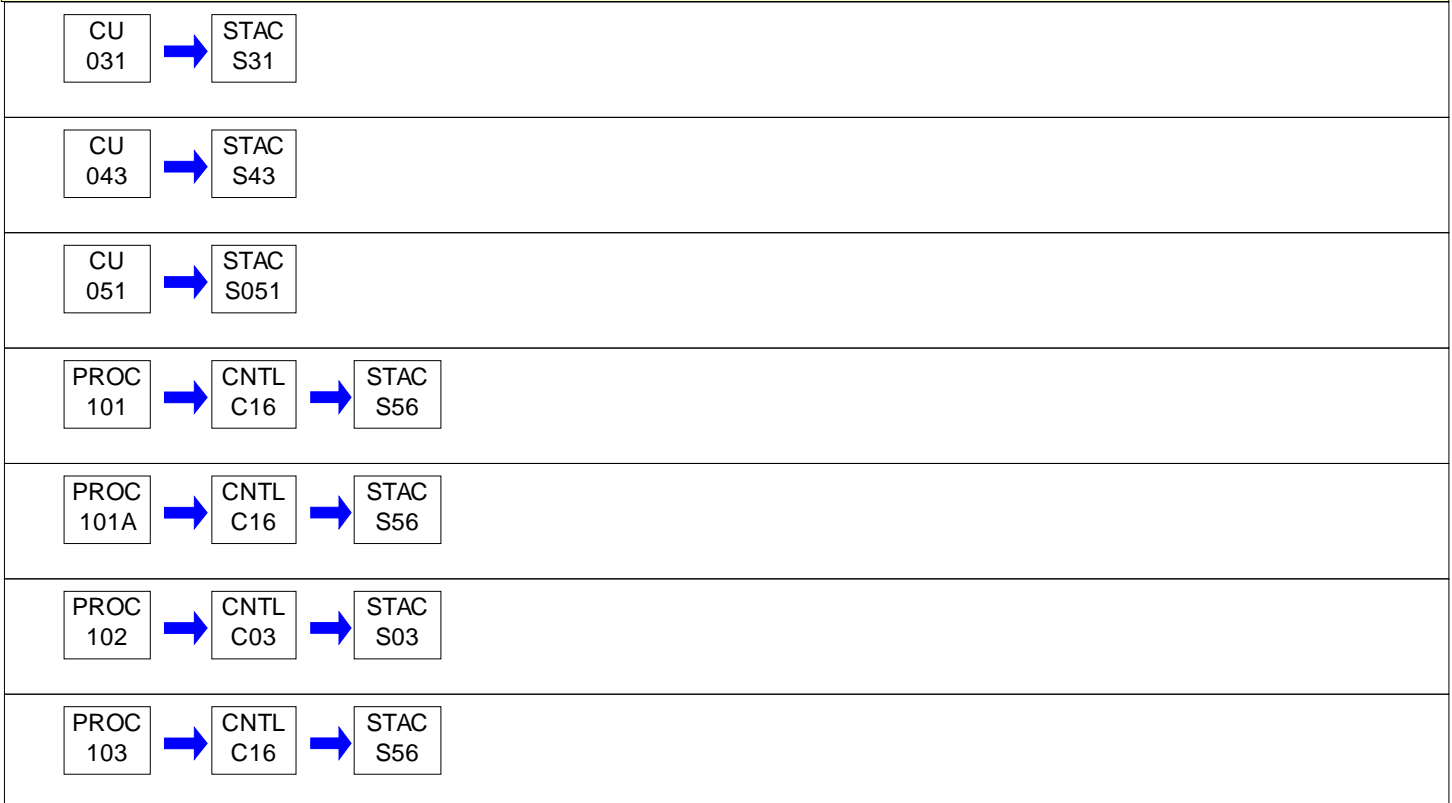 CU STAC
031 S31
CU STAC
043 S43
CU STAC
051 S051
PROC CNTL STAC
101 C16 S56
PROC CNTL STAC
101A C16 S56
PROC CNTL STAC
102 C03 S03
PROC CNTL STAC
103 C16 S56